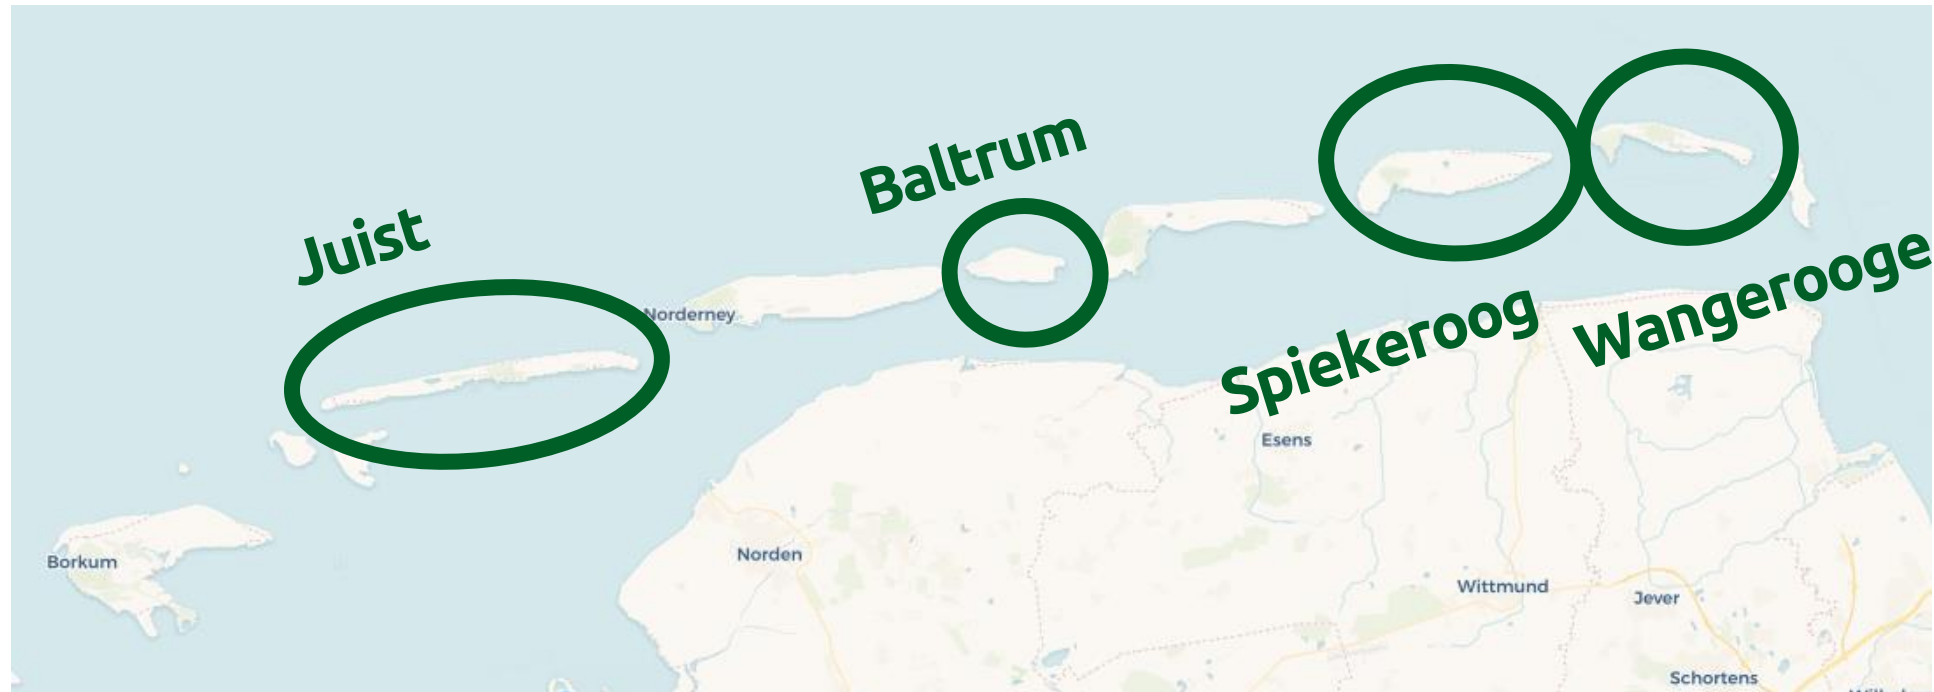 Baltrum
Juist
Wangerooge
Spiekeroog
Norderney
Esens
Norden
Borkum
Wittmund
Jever
Schortens